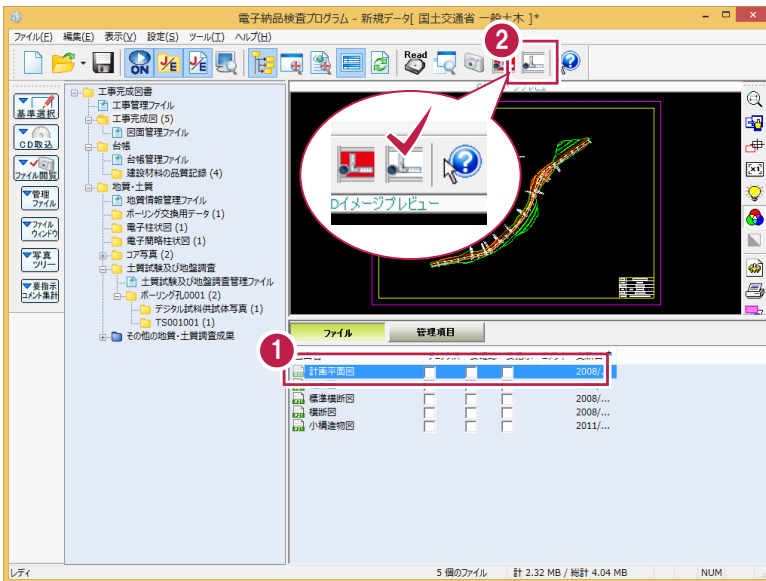 電子納品検査プログラム - 新規データ[ 国土交通省 一般土木 ]*
ファイル(F) 編集(E) 表示(V) 設定(S) ツール(T) ヘルプ(H)
2
ON
J/E
J/E
Read
基準選択
CD取込
ファイル閲覧
管理
ファイル
ファイル
ウィンドウ
写真
ツリー
要指示
コメント集計
工事完成図書
工事管理ファイル
工事完成図 (5)
図面管理ファイル
台帳
台帳管理ファイル
建設材料の品質記録 (4)
地質・土質
地質情報管理ファイル
ボーリング交換用データ (1)
電子柱状図 (1)
電子簡略柱状図 (1)
コア写真 (2)
土質試験及び地盤調査
土質試験及び地盤調査管理ファイル
ボーリング孔0001 (2)
デジタル試料供試体写真 (1)
TS001001 (1)
その他の地質・土質調査成果
Dイメージプレビュー
ファイル 管理項目
1
計画平面図 2008/...
標準横断図 2008/...
横断図 2008/...
小構造物図 2011/...
レディ 5 個のファイル 計 2.32 MB / 総計 4.04 MB NUM